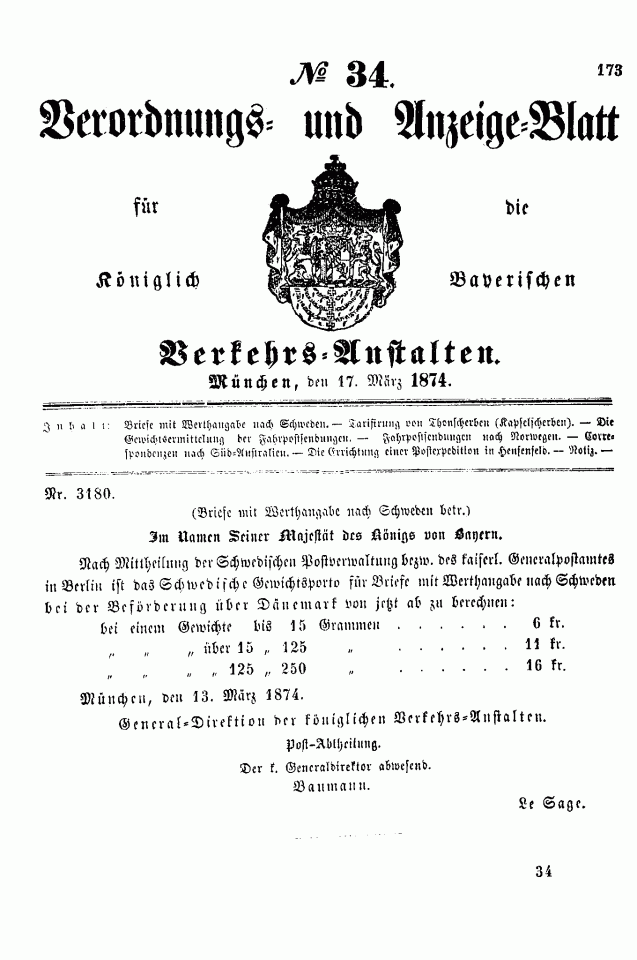 173
№ 34.
Verordnungs- und Anzeige-Blatt
für die
Königlich Bayerischen
Verkehrs-Anstalten.
München, den 17. März 1874.
Inhalt: Briefe mit Werthangabe nach Schweden. — Tarifirung von Thonscherben (Kapselscherben). — Die
Gewichtsermittelung der Fahrpostsendungen. — Fahrpostsendungen nach Norwegen. — Corre-
spondenzen nach Süd-Australien. — Die Errichtung einer Postexpedition in Hensenfeld. — Notiz. —
Nr. 3180.
(Briefe mit Werthangabe nach Schweden betr.)
Im Namen Seiner Majestät des Königs von Bayern.
Nach Mittheilung der Schwedischen Postverwaltung bezw. des kaiserl. Generalpostamtes
in Berlin ist das Schwedische Gewichtsporto für Briefe mit Werthangabe nach Schweden
bei der Beförderung über Dänemark von jetzt ab zu berechnen:
bei einem Gewichte bis 15 Grammen . . . . . . 6 kr.
„ „ „ über 15 „ 125 „ . . . . . . 11 kr.
„ „ „ „ 125 „ 250 „ . . . . . . 16 kr.
München, den 13. März 1874.
General-Direktion der königlichen Verkehrs-Anstalten.
Post-Abtheilung.
Der k. Generaldirektor abwesend.
Baumann.
Le Sage.
34